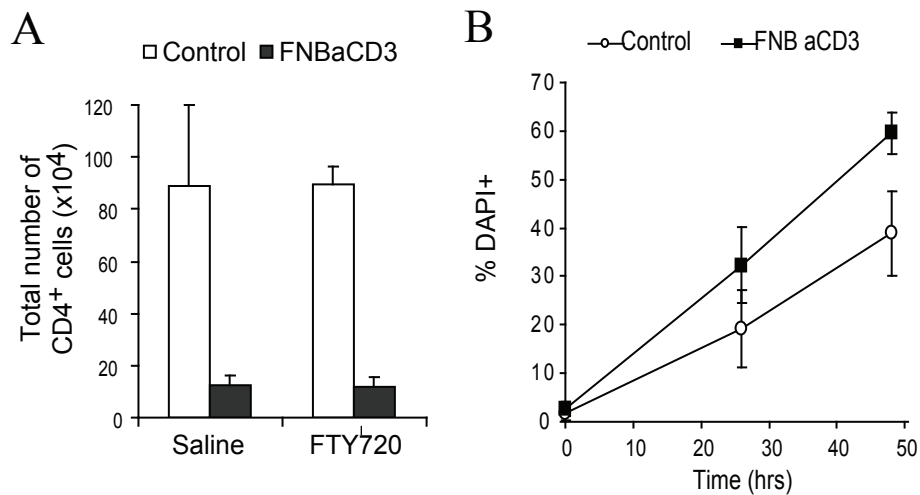 A
Control FNBaCD3
Total number of
CD4+ cells (x10⁴)
120
100
80
60
40
20
0
Saline FTY720
B
Control FNB aCD3
% DAPI+
70
60
50
40
30
20
10
0
0 10 20 30 40 50
Time (hrs)